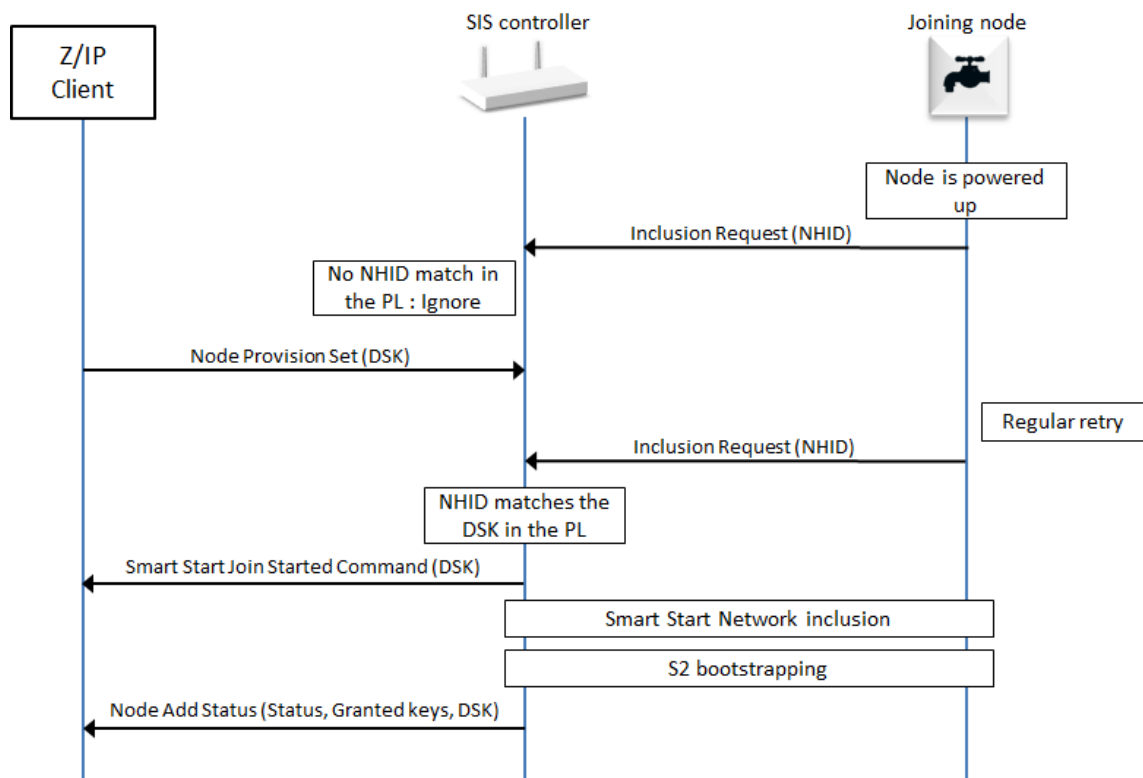 SIS controller
Joining node
Z/IP
Client
Node is powered
up
Inclusion Request (NHID)
No NHID match in
the PL : Ignore
Node Provision Set (DSK)
Regular retry
Inclusion Request (NHID)
NHID matches the
DSK in the PL
Smart Start Join Started Command (DSK)
Smart Start Network inclusion
S2 bootstrapping
Node Add Status (Status, Granted keys, DSK)